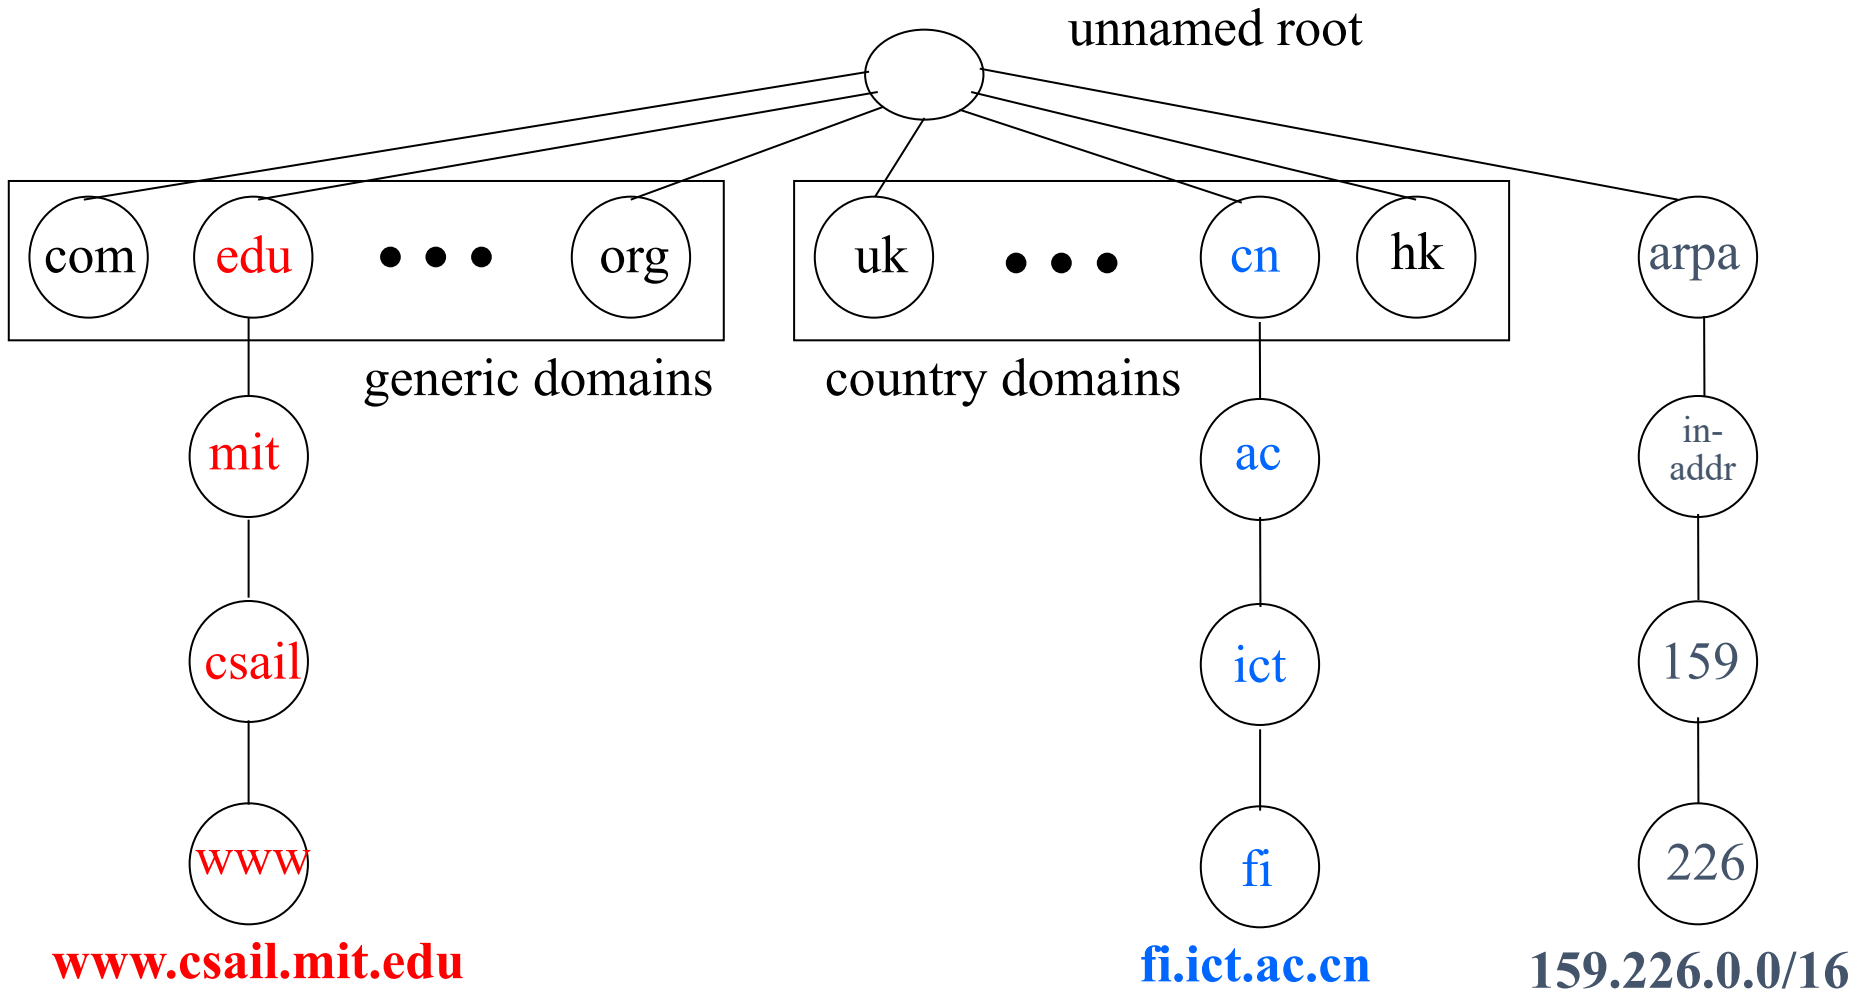 unnamed root
com
edu
org
uk
cn
hk
arpa
generic domains
country domains
mit
ac
in-
addr
csail
ict
159
www
fi
226
www.csail.mit.edu
fi.ict.ac.cn
159.226.0.0/16